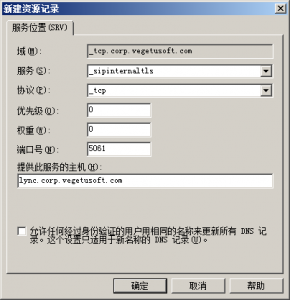 新建资源记录
服务位置(SRV)
域(M): _tcp.corp.vegetusoft.com
服务(S): _sipinternaltls
协议(P): _tcp
优先级(Q): 0
权重(W): 0
端口号(N): 5061
提供此服务的主机(H):
lync.corp.vegetusoft.com
允许任何经过身份验证的用户用相同的名称来更新所有 DNS 记
录。这个设置只适用于新名称的 DNS 记录(U)。
确定 取消 帮助